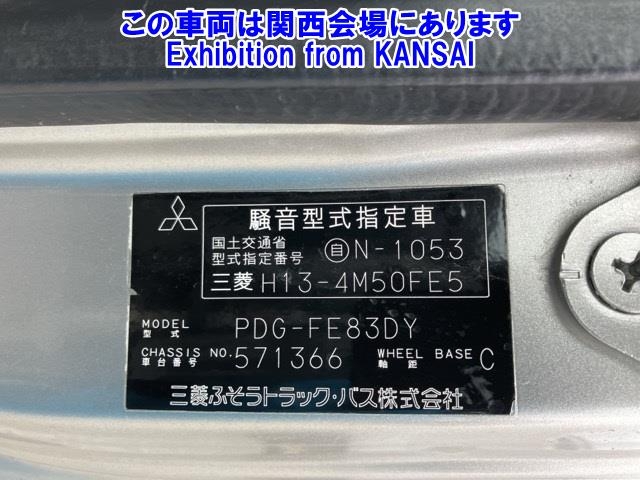 この車両は関西会場にあります
Exhibition from KANSAI
騒音型式指定車
国土交通省
型式指定番号
自N-1053
三菱 H13-4M50FE5
MODEL
型式
PDG-FE83DY
CHASSIS NO.
車台番号
571366
WHEEL BASE
軸距
C
三菱ふそうトラック・バス株式会社